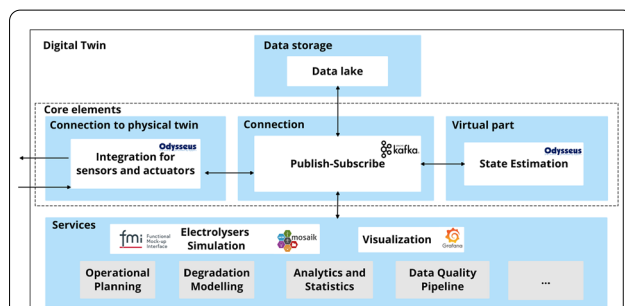 Digital Twin
Data storage
Data lake
Core elements
Connection to physical twin
Odysseus
Integration for
sensors and actuators
Connection
kafka
Publish-Subscribe
Virtual part
Odysseus
State Estimation
Services
fmi Functional
Mock-up
Interface
Electrolysers
Simulation
mosaik
Visualization
Grafana
Operational
Planning
Degradation
Modelling
Analytics and
Statistics
Data Quality
Pipeline
...